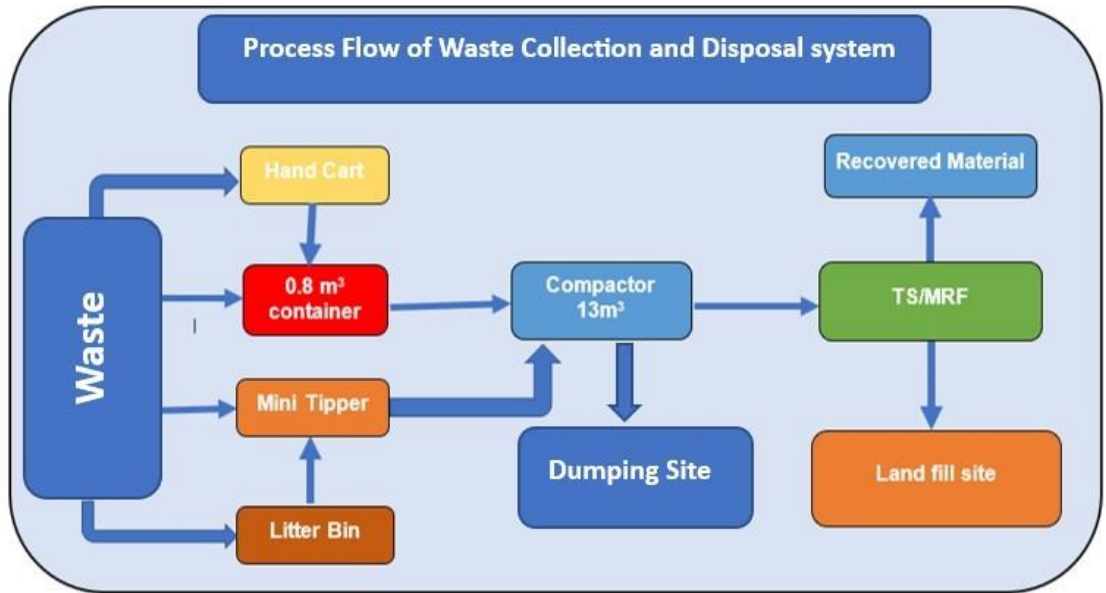 Process Flow of Waste Collection and Disposal system
Waste
Hand Cart
0.8 m³
container
Mini Tipper
Litter Bin
Compactor
13m³
Dumping Site
Recovered Material
TS/MRF
Land fill site